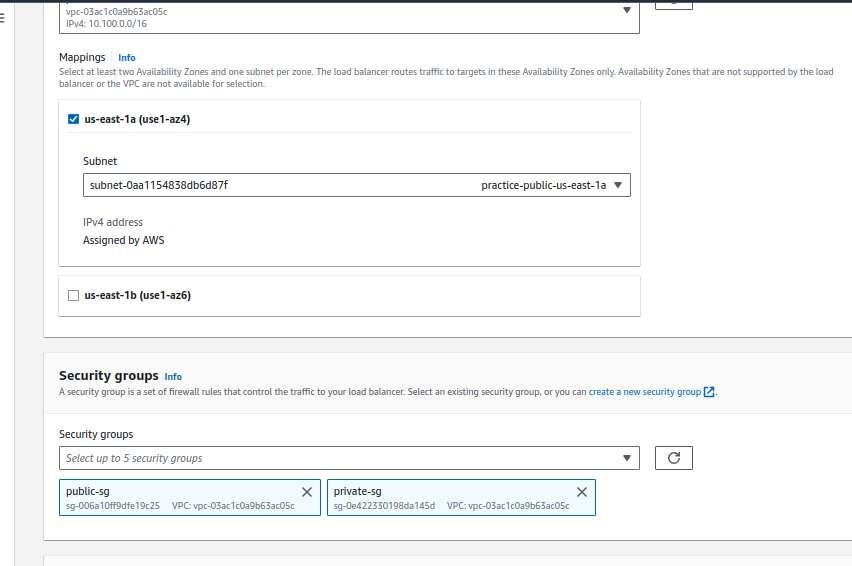 vpc-03ac1c0a9b63ac05c
IPv4: 10.100.0.0/16
Mappings Info
Select at least two Availability Zones and one subnet per zone. The load balancer routes traffic to targets in these Availability Zones only. Availability Zones that are not supported by the load
balancer or the VPC are not available for selection.
us-east-1a (use1-az4)
Subnet
subnet-0aa1154838db6d87f practice-public-us-east-1a
IPv4 address
Assigned by AWS
us-east-1b (use1-az6)
Security groups Info
A security group is a set of firewall rules that control the traffic to your load balancer. Select an existing security group, or you can create a new security group.
Security groups
Select up to 5 security groups
public-sg private-sg
sg-006a10ff9dfe19c25 VPC: vpc-03ac1c0a9b63ac05c sg-0e422330198da145d VPC: vpc-03ac1c0a9b63ac05c